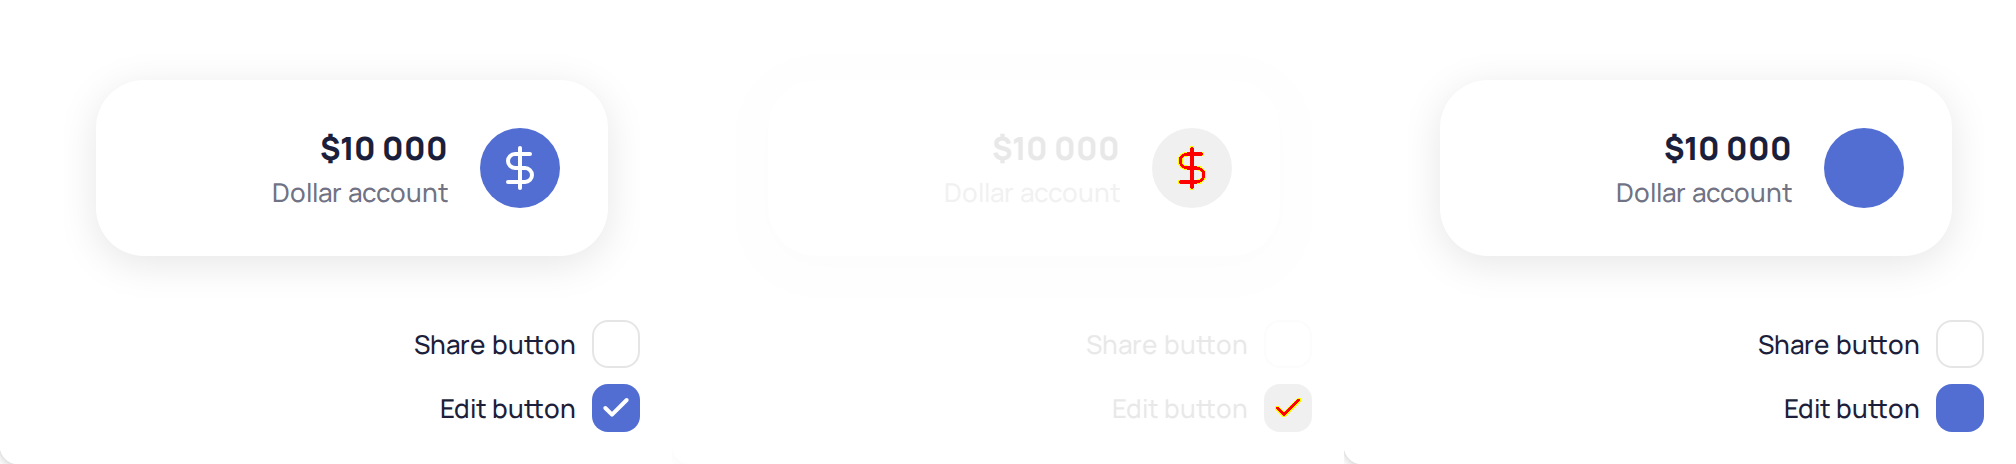 $10 000
Dollar account
$
Share button
Edit button
$10 000
Dollar account
$
Share button
Edit button
$10 000
Dollar account
Share button
Edit button